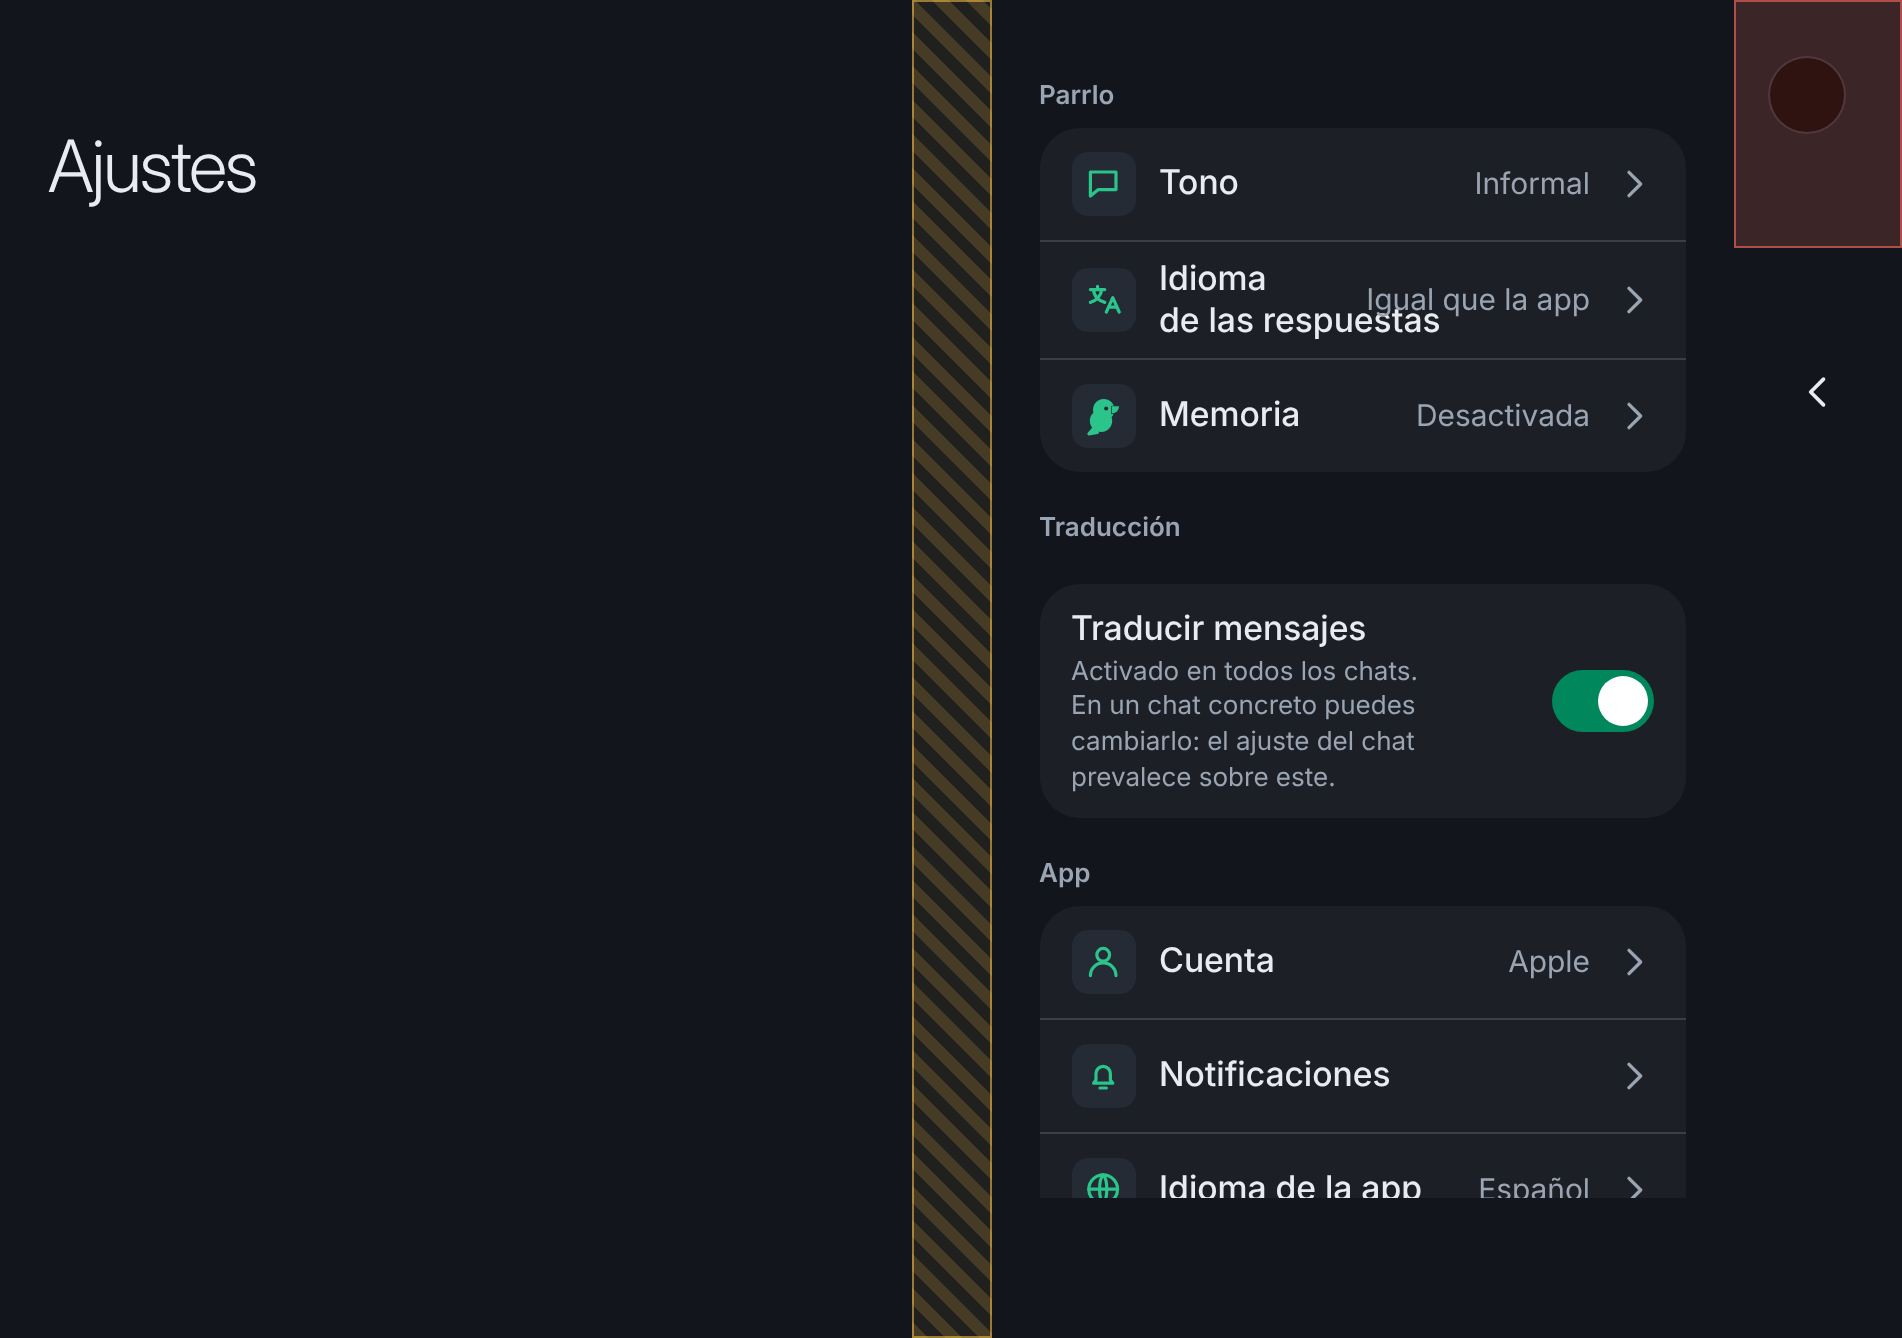 Ajustes
Parrlo
Tono
Informal
Idioma
de las respuestas
Igual que la app
Memoria
Desactivada
Traducción
Traducir mensajes
Activado en todos los chats.
En un chat concreto puedes
cambiarlo: el ajuste del chat
prevalece sobre este.
App
Cuenta
Apple
Notificaciones
Idioma de la app
Español